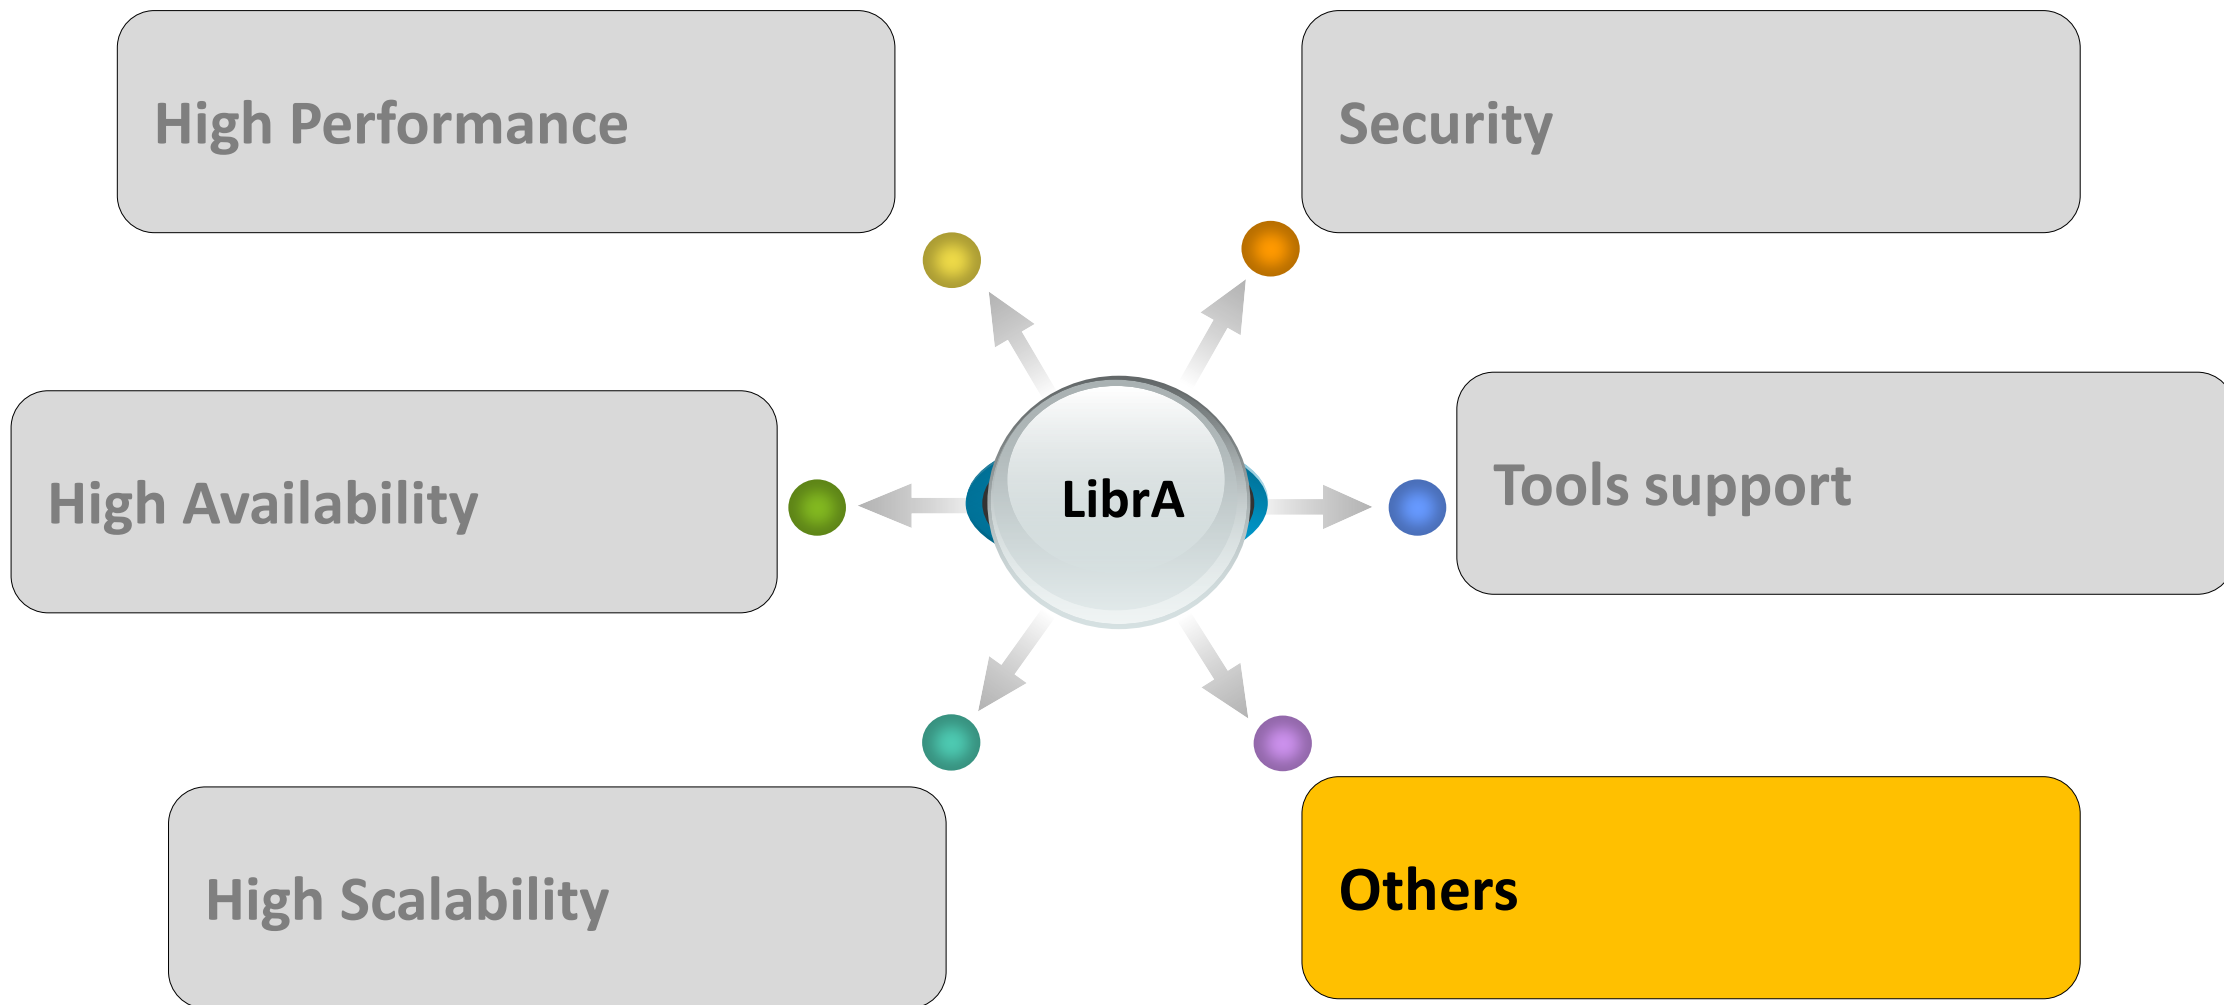 High Performance
Security
High Availability
LibrA
Tools support
High Scalability
Others